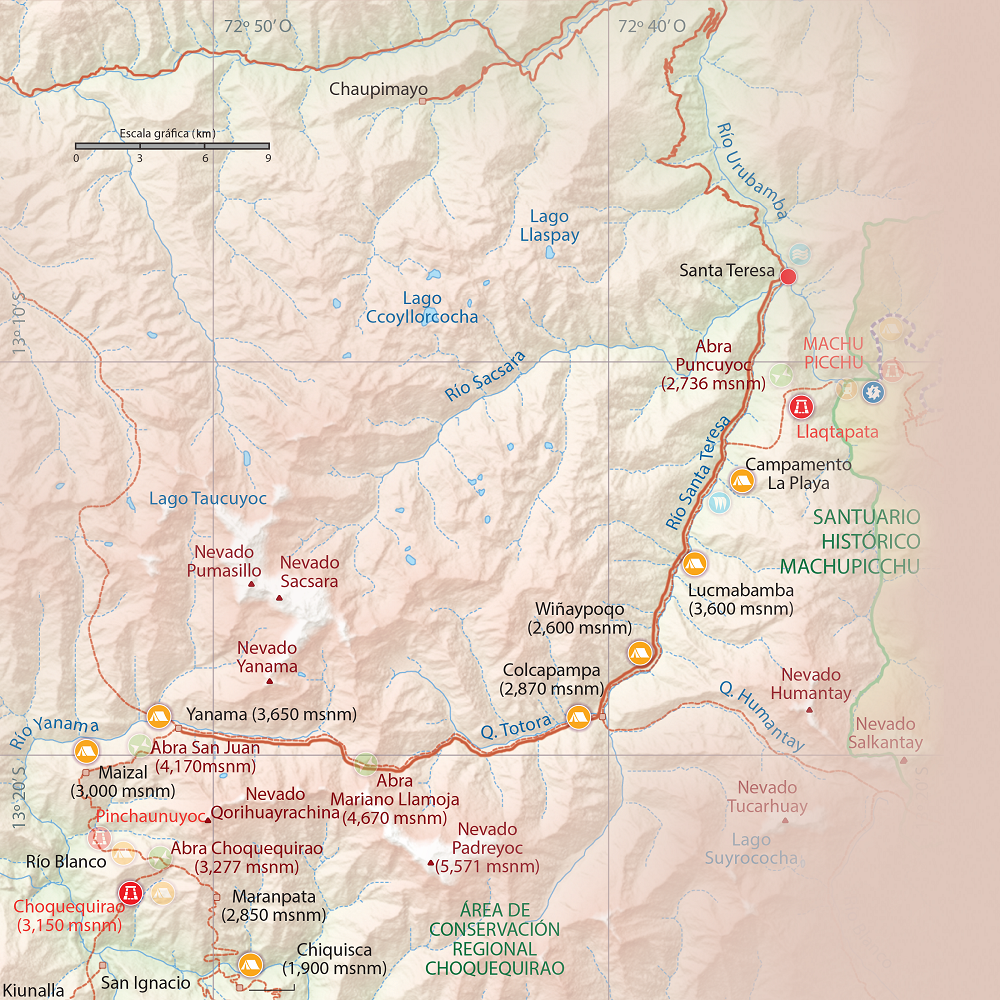 72º 50′ O
72º 40′ O
Chaupimayo
Escala gráfica (km)
0 3 6 9
Río Urubamba
Lago
Llaspay
Santa Teresa
13º 10′ S
Lago
Ccoyllorcocha
Río Sacsara
Abra
Puncuyoc
(2,736 msnm)
MACHU
PICCHU
Llaqtapata
Río Santa Teresa
Campamento
La Playa
Lago Taucuyoc
SANTUARIO
HISTÓRICO
MACHUPICCHU
Nevado
Pumasillo
Nevado
Sacsara
Lucmabamba
(3,600 msnm)
Wiñaypoqo
(2,600 msnm)
Nevado
Yanama
Colcapampa
(2,870 msnm)
Nevado
Humantay
Q. Humantay
Río Yanama
Yanama (3,650 msnm)
Q. Totora
Nevado
Salkantay
Abra San Juan
(4,170msnm)
Maizal
(3,000 msnm)
13º 20′ S
Abra
Mariano Llamoja
(4,670 msnm)
Nevado
Qorihuayrachina
Nevado
Tucarhuay
Pinchaunuyoc
Nevado
Padreyoc
(5,571 msnm)
Lago
Suyrococha
Río Blanco
Abra Choquequirao
(3,277 msnm)
Choquequirao
(3,150 msnm)
Maranpata
(2,850 msnm)
ÁREA DE
CONSERVACIÓN
REGIONAL
CHOQUEQUIRAO
Chiquisca
(1,900 msnm)
San Ignacio
Kiunalla